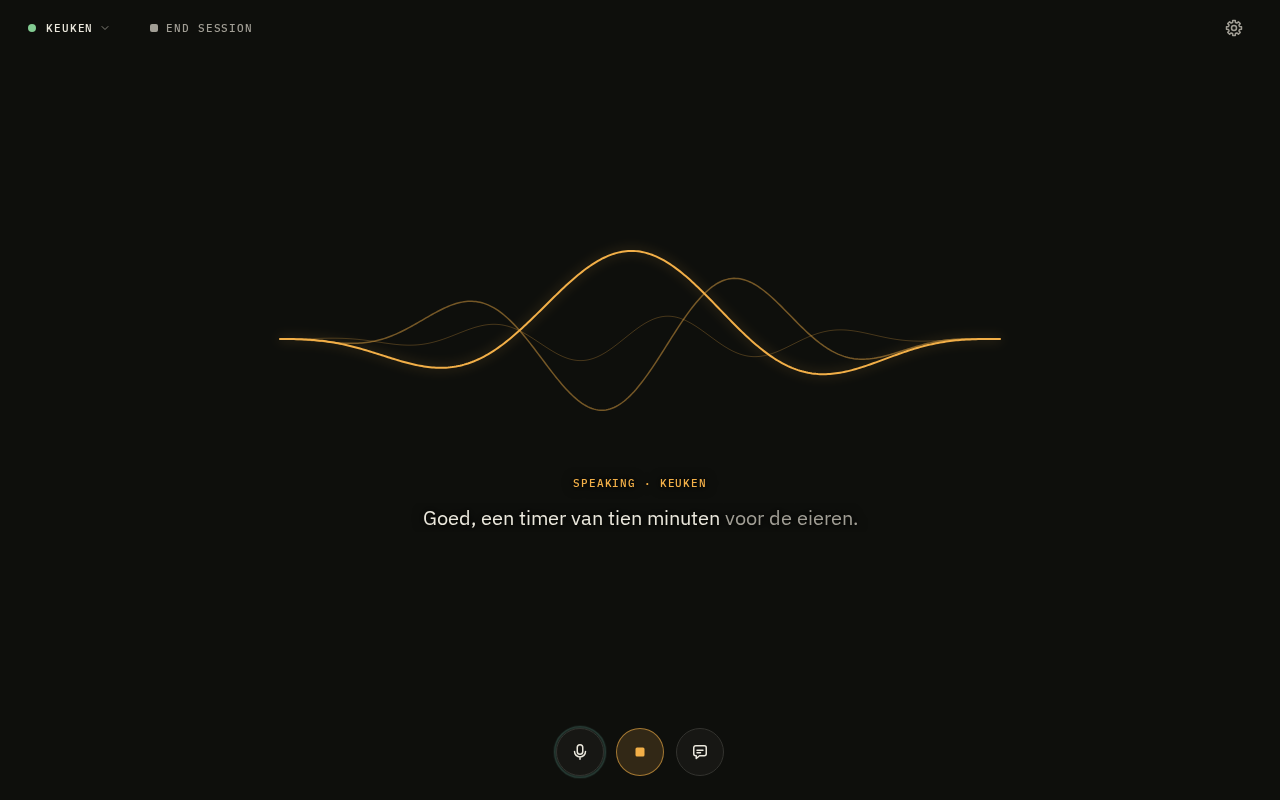 KEUKEN
END SESSION
SPEAKING · KEUKEN
Goed, een timer van tien minuten voor de eieren.